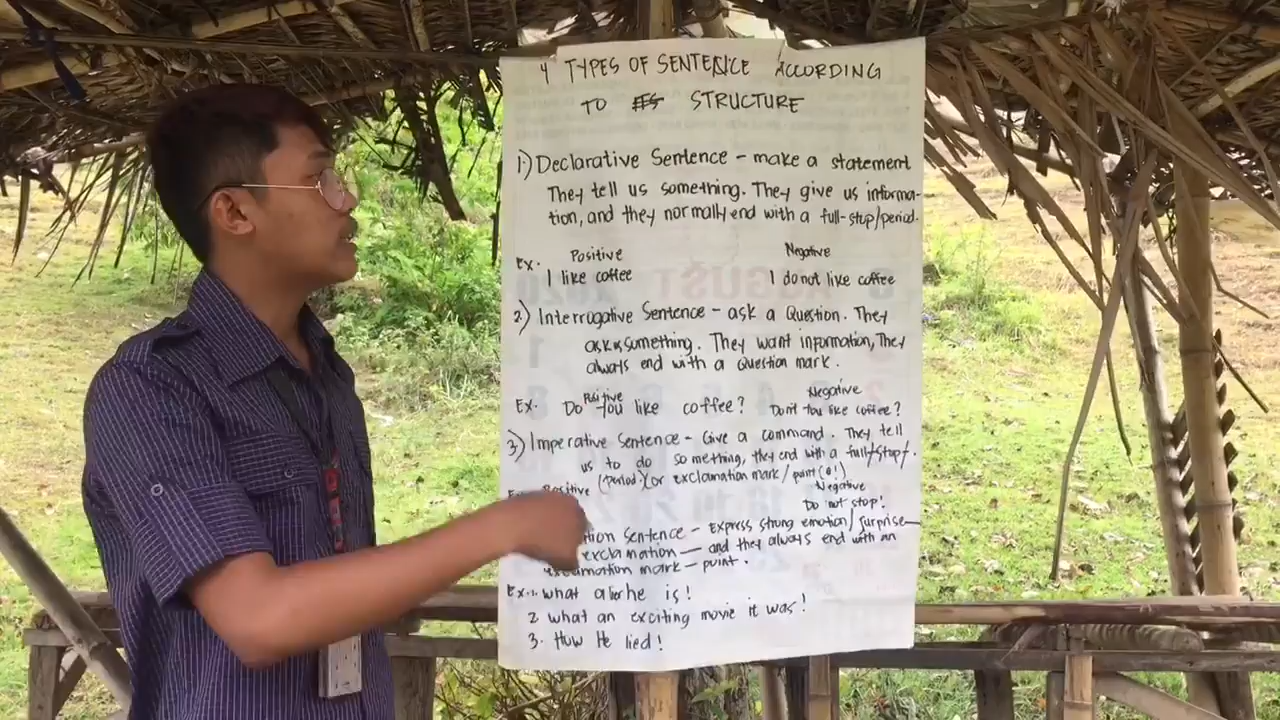 4 TYPES OF SENTENCE ACCORDING
TO STRUCTURE
1.) Declarative Sentence - make a statement
They tell us something. They give us informa-
tion, and they normally end with a full-stop/period.
Positive Negative
Ex. I like coffee I do not like coffee
2.) Interrogative Sentence - ask a Question. They
ask something. They want information, They
always end with a Question mark.
Positive Negative
Ex. Do You like coffee? Don't You like coffee?
3.) Imperative Sentence - Give a command. They tell
us to do something, they end with a full/stop/.
(period.) or exclamation mark/point (!)
Positive Negative
Do not stop!
tion Sentence - Express strong emotion/surprise
exclamation — and they always end with an
exclamation mark — point.
Ex. 1. What a liar he is!
2 What an exciting movie it was!
3. How He lied!